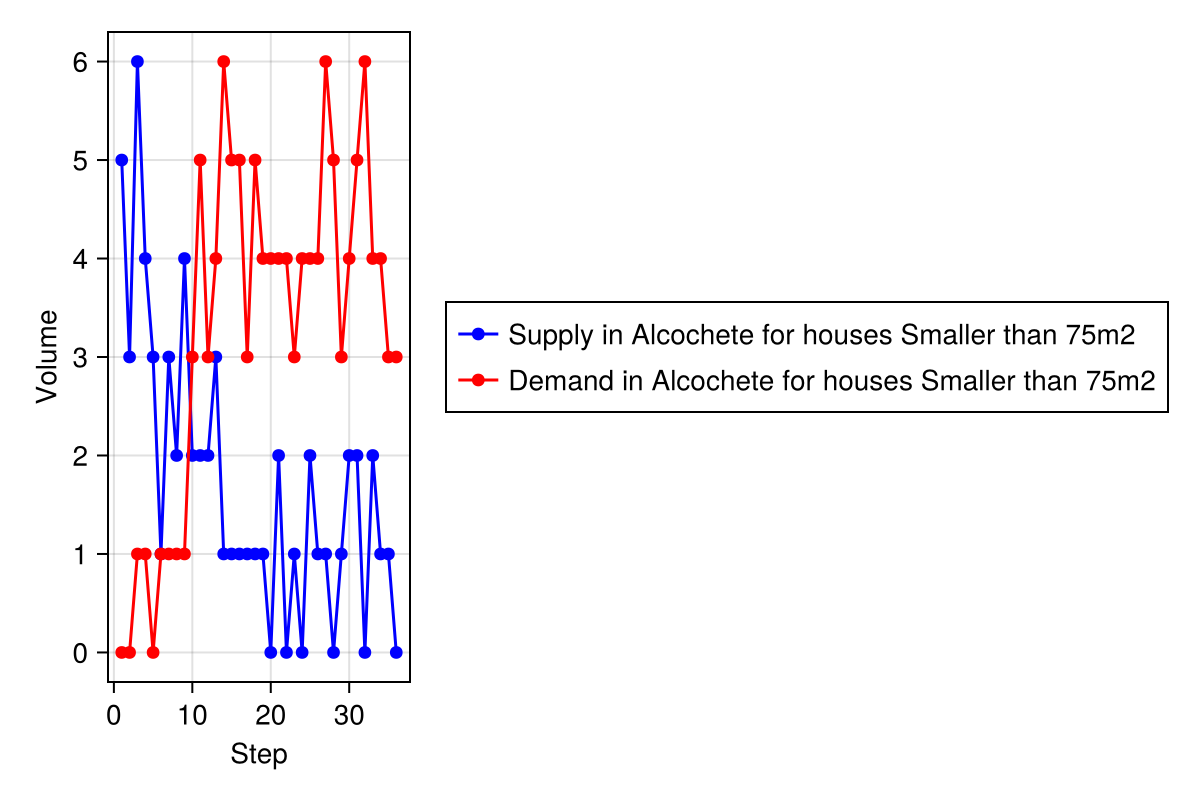 6
5
4
3
2
1
0
Volume
0 10 20 30
Step
Supply in Alcochete for houses Smaller than 75m2
Demand in Alcochete for houses Smaller than 75m2